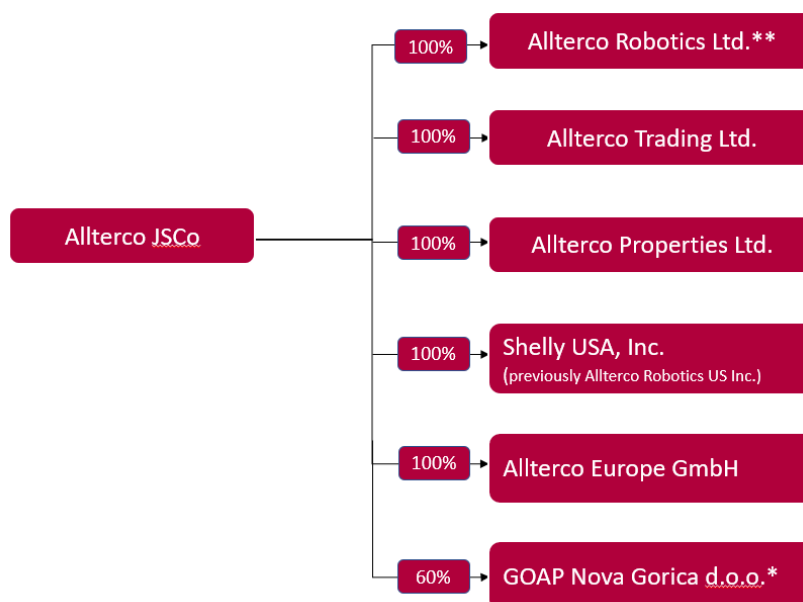 100%
Allterco Robotics Ltd.**
100%
Allterco Trading Ltd.
Allterco JSCo
100%
Allterco Properties Ltd.
100%
Shelly USA, Inc.
(previously Allterco Robotics US Inc.)
100%
Allterco Europe GmbH
60%
GOAP Nova Gorica d.o.o.*